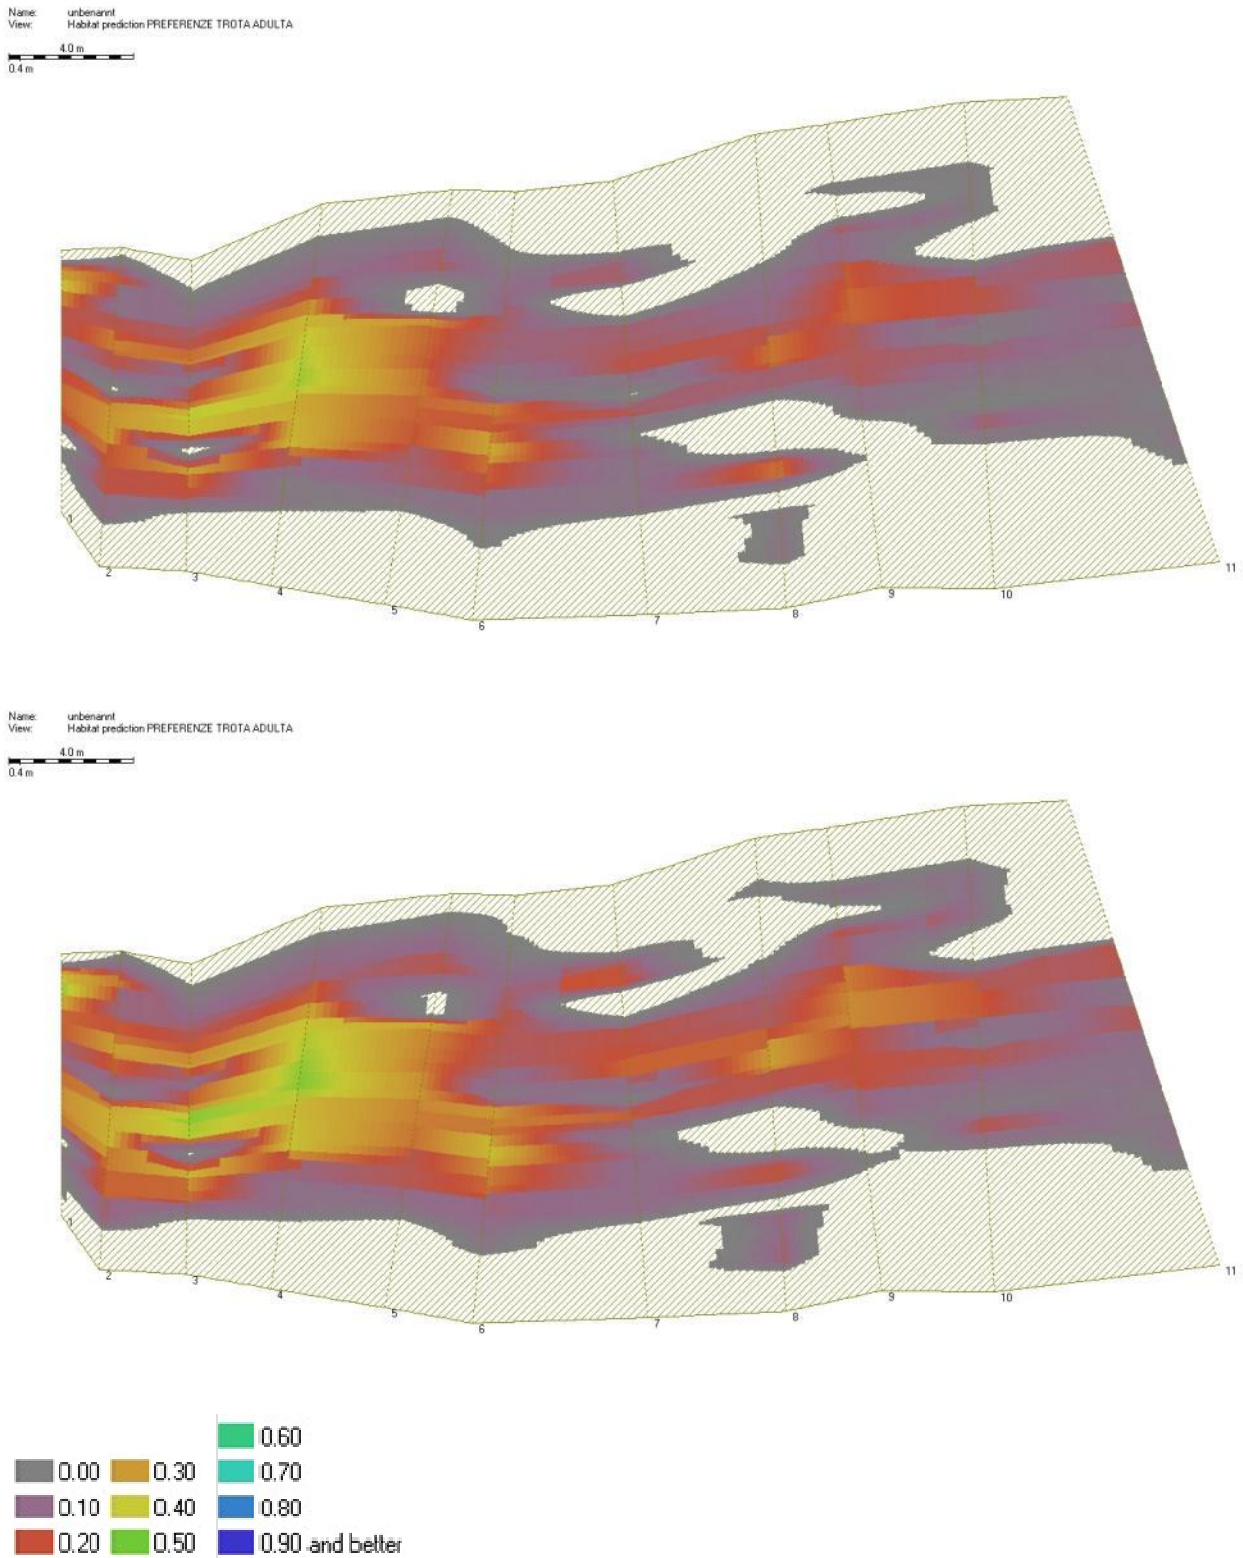 Name: unbenannt
View: Habitat prediction PREFERENZE TROTA ADULTA
4.0 m
0.4 m
1
2
3
4
5
6
7
8
9
10
11
Name: unbenannt
View: Habitat prediction PREFERENZE TROTA ADULTA
4.0 m
0.4 m
1
2
3
4
5
6
7
8
9
10
11
0.60
0.00 0.30 0.70
0.10 0.40 0.80
0.20 0.50 0.90 and better